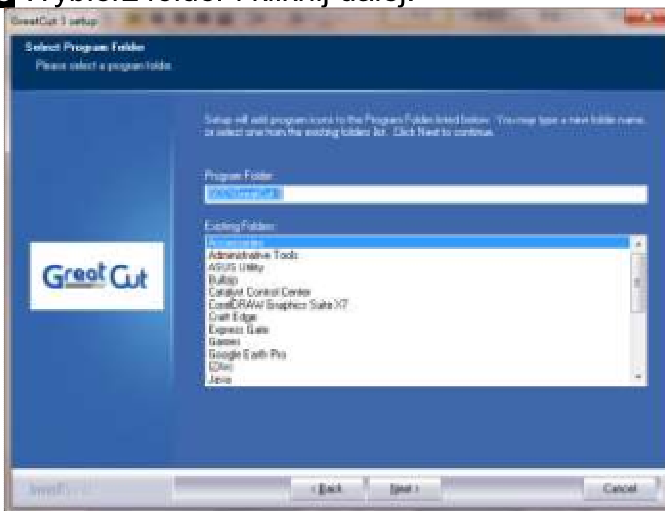 Wybierz folder i kliknij dalej.
GreatCut 3 setup
Select Program Folder
Please select a program folder.
Setup will add program icons to the Program Folder listed below. You may type a new folder name,
or select one from the existing folders list. Click Next to continue.
Program Folder:
Existing Folders:
Accessories
Administrative Tools
ASUS Utility
Catalyst Control Center
CorelDRAW Graphics Suite X7
Craft Edge
Express Gate
Games
Google Earth Pro
Java
Great Cut
< Back
Next >
Cancel